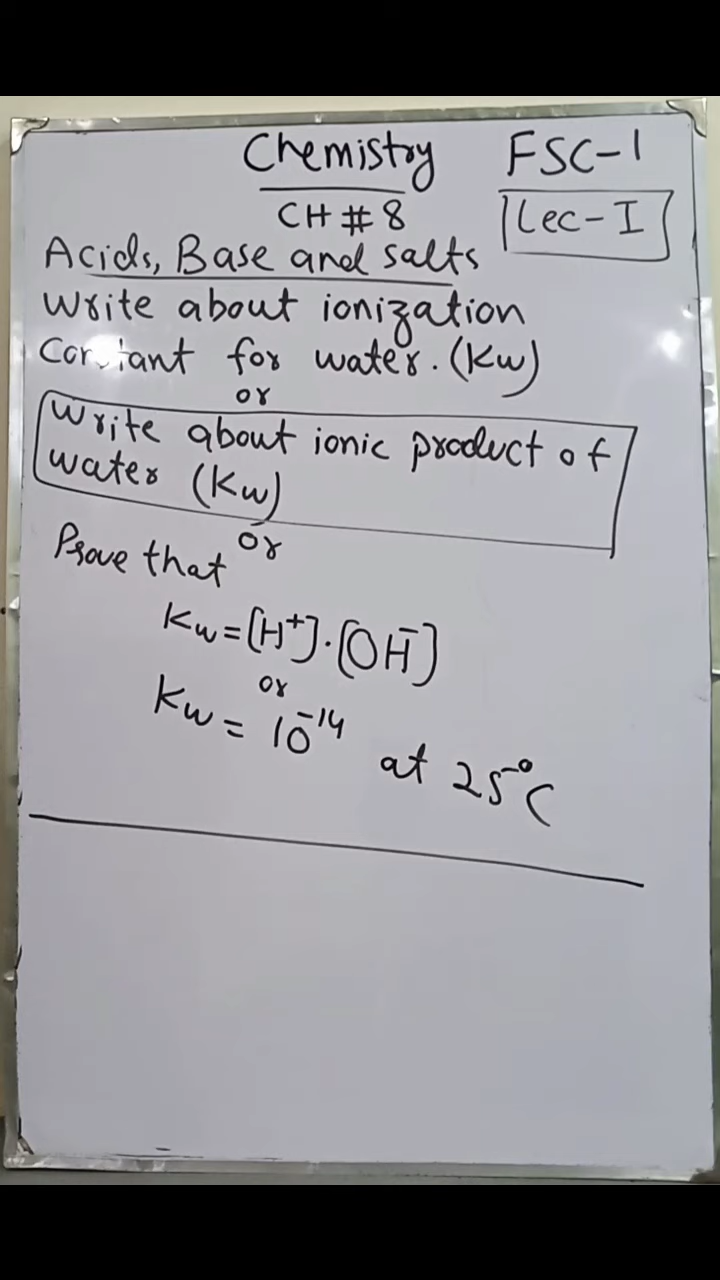 Chemistry FSC-1
CH # 8 Lec-I
Acids, Base and salts
Write about ionization
Constant for water. (Kw)
or
Write about ionic product of
water (Kw)
or
Prove that
Kw = [H⁺]·[OH⁻]
or
Kw = 10⁻¹⁴ at 25°C